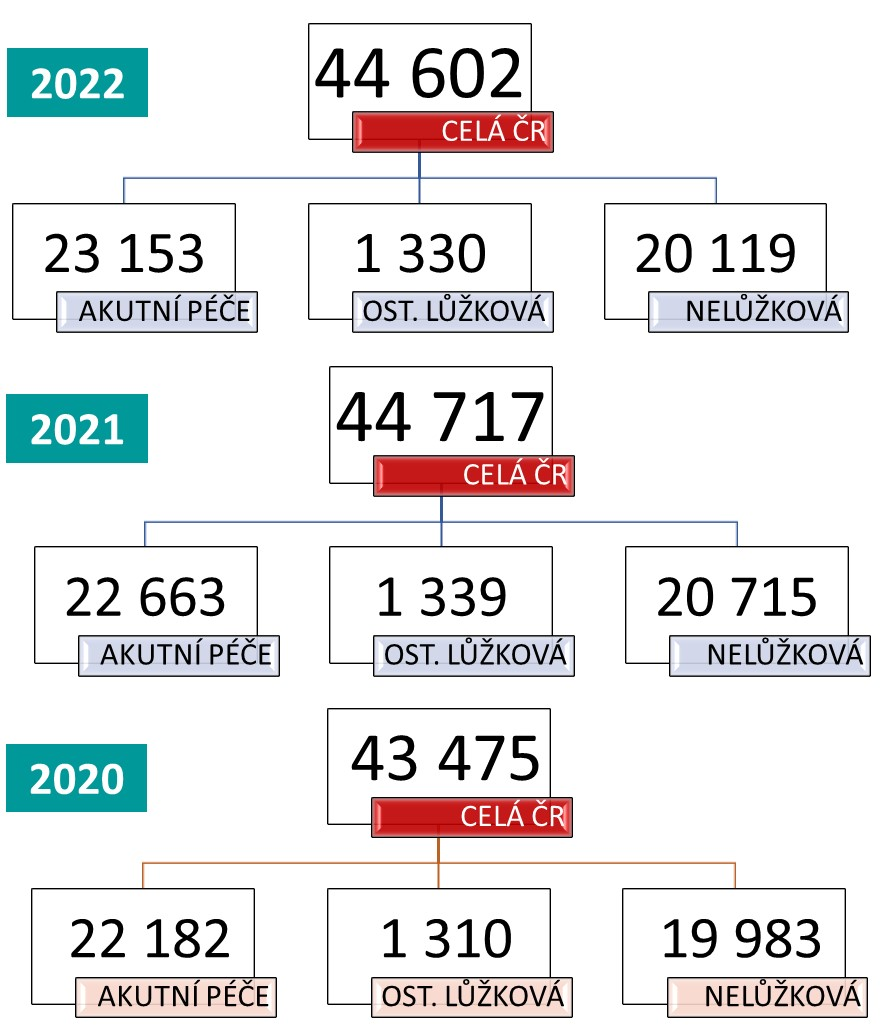 2022
44 602
CELÁ ČR
23 153
AKUTNÍ PÉČE
1 330
OST. LŮŽKOVÁ
20 119
NELŮŽKOVÁ
2021
44 717
CELÁ ČR
22 663
AKUTNÍ PÉČE
1 339
OST. LŮŽKOVÁ
20 715
NELŮŽKOVÁ
2020
43 475
CELÁ ČR
22 182
AKUTNÍ PÉČE
1 310
OST. LŮŽKOVÁ
19 983
NELŮŽKOVÁ